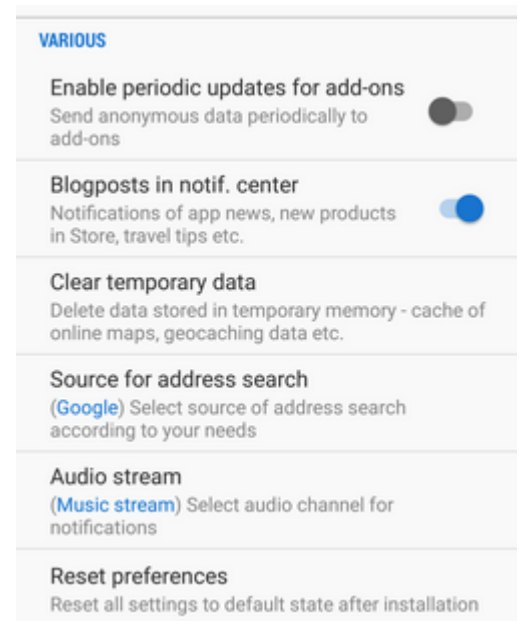 VARIOUS
Enable periodic updates for add-ons
Send anonymous data periodically to
add-ons
Blogposts in notif. center
Notifications of app news, new products
in Store, travel tips etc.
Clear temporary data
Delete data stored in temporary memory - cache of
online maps, geocaching data etc.
Source for address search
(Google) Select source of address search
according to your needs
Audio stream
(Music stream) Select audio channel for
notifications
Reset preferences
Reset all settings to default state after installation